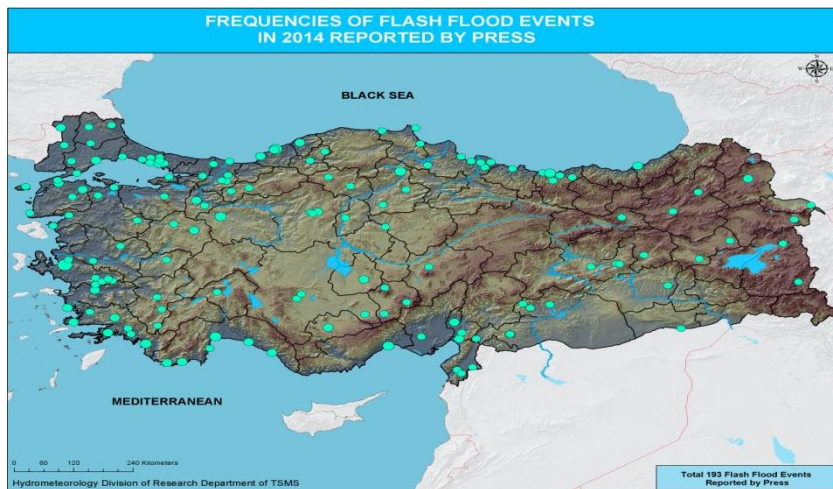 FREQUENCIES OF FLASH FLOOD EVENTS
IN 2014 REPORTED BY PRESS
BLACK SEA
MEDITERRANEAN
0 60 120 240 Kilometers
Hydrometeorology Division of Research Department of TSMS
Total 193 Flash Flood Events
Reported by Press